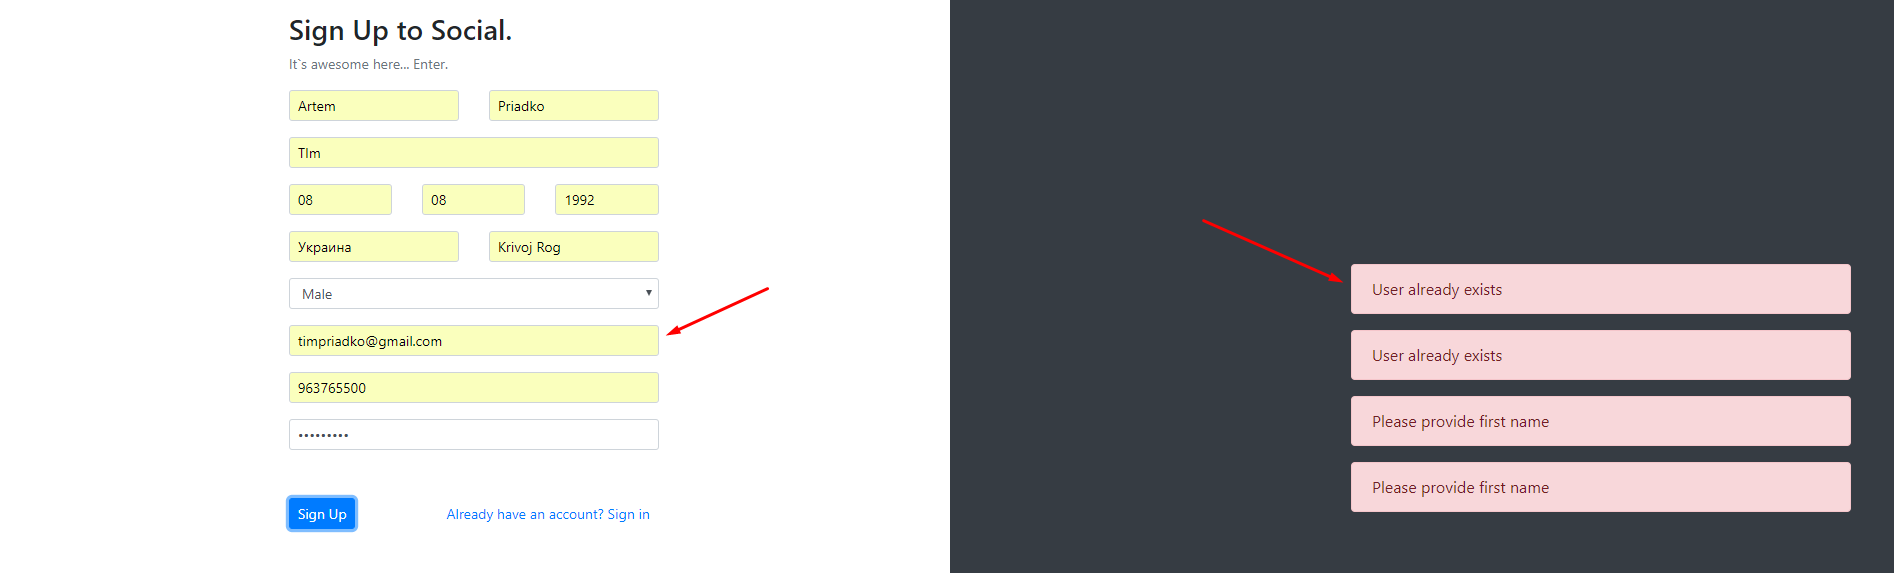 Sign Up to Social.
It`s awesome here... Enter.
Artem Priadko
TIm
08 08 1992
Украина Krivoj Rog
Male
timpriadko@gmail.com
963765500
•••••••••
Sign Up Already have an account? Sign in
User already exists
User already exists
Please provide first name
Please provide first name